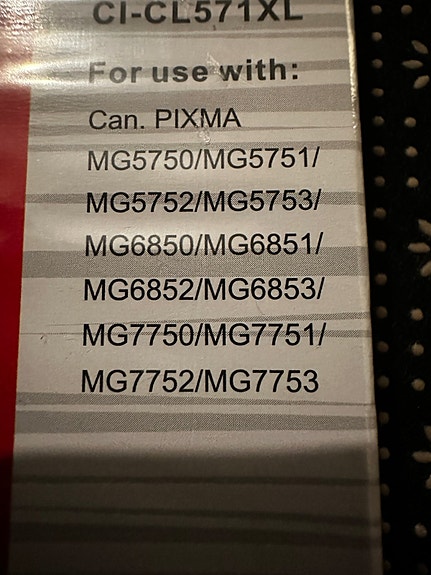 CI-CL571XL
For use with:
Can. PIXMA
MG5750/MG5751/
MG5752/MG5753/
MG6850/MG6851/
MG6852/MG6853/
MG7750/MG7751/
MG7752/MG7753